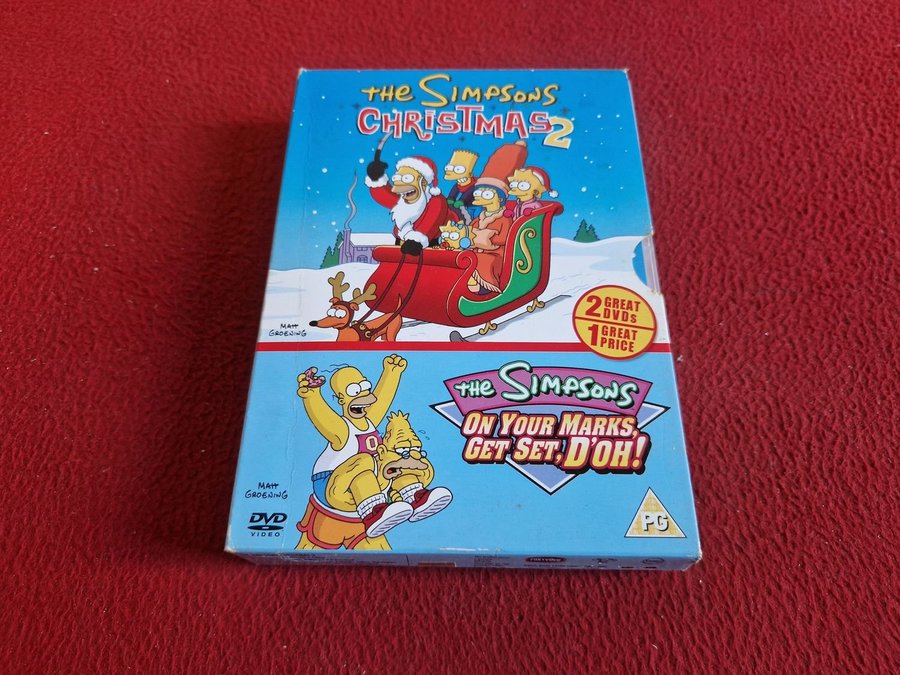 THE SIMPSONS
CHRISTMAS 2
2 GREAT
DVDS
1 GREAT
PRICE
MATT
GROENING
THE SIMPSONS
ON YOUR MARKS,
GET SET, D'OH!
MATT
GROENING
DVD
VIDEO
PG